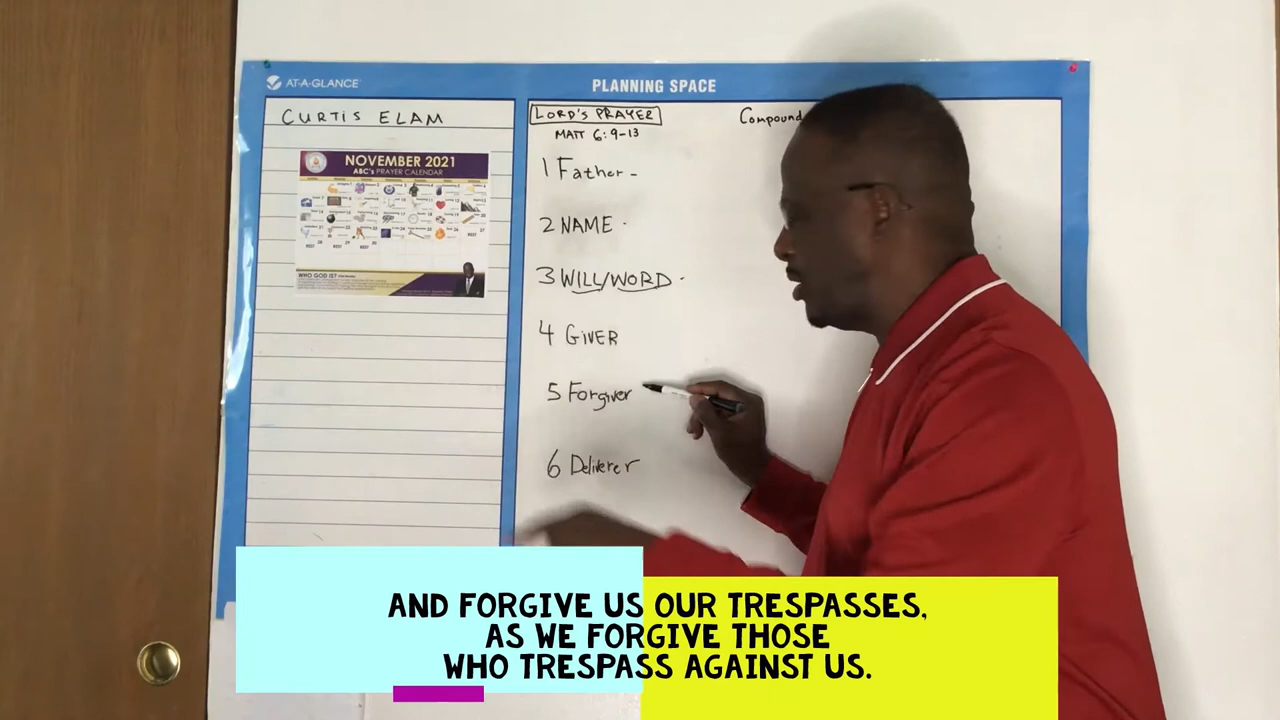 AT-A-GLANCE
PLANNING SPACE
CURTIS ELAM
NOVEMBER 2021
ABC's PRAYER CALENDAR
WHO GOD IS?
LORD'S PRAYER
MATT 6:9-13
Compound
1 Father -
2 NAME -
3 WILL/WORD -
4 GIVER
5 Forgiver
6 Deliverer
AND FORGIVE US OUR TRESPASSES,
AS WE FORGIVE THOSE
WHO TRESPASS AGAINST US.